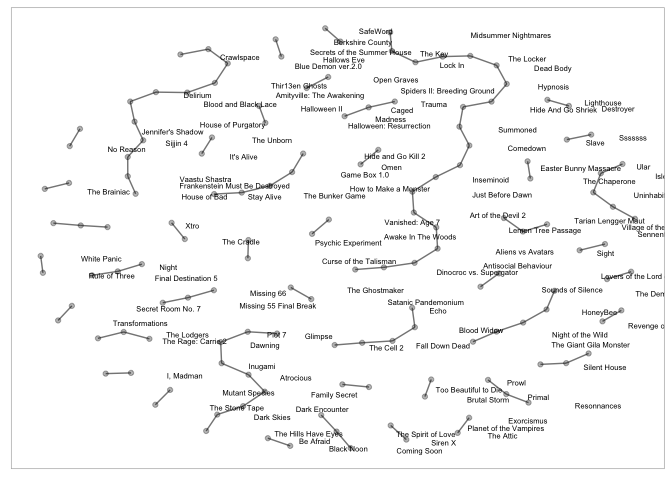 SafeWord
Midsummer Nightmares
Berkshire County
Secrets of the Summer House
The Key
The Locker
Crawlspace
Hallows Eve
Blue Demon ver.2.0
Lock In
Dead Body
Open Graves
Thir13en Ghosts
Hypnosis
Spiders II: Breeding Ground
Delirium
Amityville: The Awakening
Blood and Black Lace
Halloween II
Caged
Trauma
Lighthouse
Hide And Go Shriek
Destroyer
Madness
House of Purgatory
Halloween: Resurrection
Jennifer's Shadow
Summoned
Sijjin 4
The Unborn
Slave
Sssssss
No Reason
It's Alive
Hide and Go Kill 2
Comedown
Omen
Easter Bunny Massacre
Ular
Game Box 1.0
Vaastu Shastra
Inseminoid
The Chaperone
Frankenstein Must Be Destroyed
The Brainiac
How to Make a Monster
House of Bad
Stay Alive
The Bunker Game
Just Before Dawn
Uninhabi
Art of the Devil 2
Xtro
Vanished: Age 7
Tarian Lengger Maut
Village of the
Lemon Tree Passage
Sennen
The Cradle
Psychic Experiment
Awake In The Woods
Aliens vs Avatars
Sight
White Panic
Night
Curse of the Talisman
Antisocial Behaviour
Rule of Three
Final Destination 5
Dinocroc vs. Supergator
Lovers of the Lord
The Ghostmaker
Sounds of Silence
Missing 66
The Dem
Missing 55 Final Break
Satanic Pandemonium
Secret Room No. 7
Echo
HoneyBee
Transformations
Blood Widow
Revenge o
The Lodgers
Plot 7
Glimpse
Night of the Wild
The Rage: Carrie 2
Dawning
The Cell 2
Fall Down Dead
The Giant Gila Monster
Inugami
Silent House
I, Madman
Atrocious
Prowl
Mutant Species
Family Secret
Too Beautiful to Die
Brutal Storm
Primal
The Stone Tape
Dark Encounter
Resonnances
Dark Skies
Exorcismus
The Hills Have Eyes
The Spirit of Love
Planet of the Vampires
Be Afraid
Siren X
The Attic
Black Noon
Coming Soon